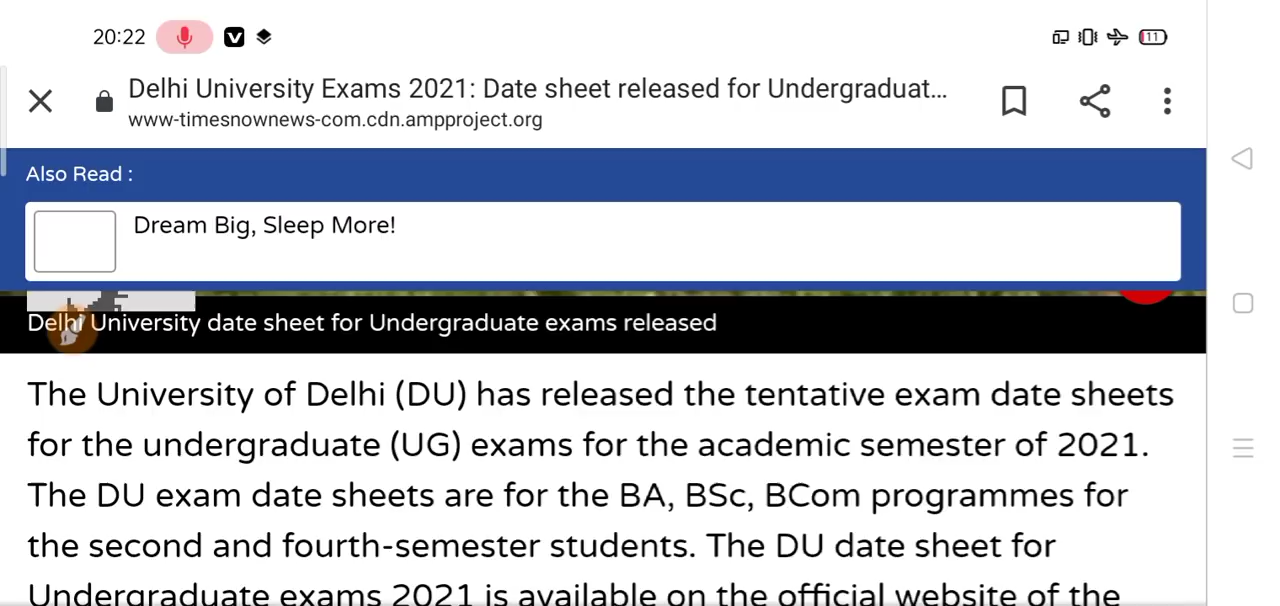 20:22
11
Delhi University Exams 2021: Date sheet released for Undergraduat...
www-timesnownews-com.cdn.ampproject.org
Also Read :
Dream Big, Sleep More!
Delhi University date sheet for Undergraduate exams released
The University of Delhi (DU) has released the tentative exam date sheets
for the undergraduate (UG) exams for the academic semester of 2021.
The DU exam date sheets are for the BA, BSc, BCom programmes for
the second and fourth-semester students. The DU date sheet for
Undergraduate exams 2021 is available on the official website of the